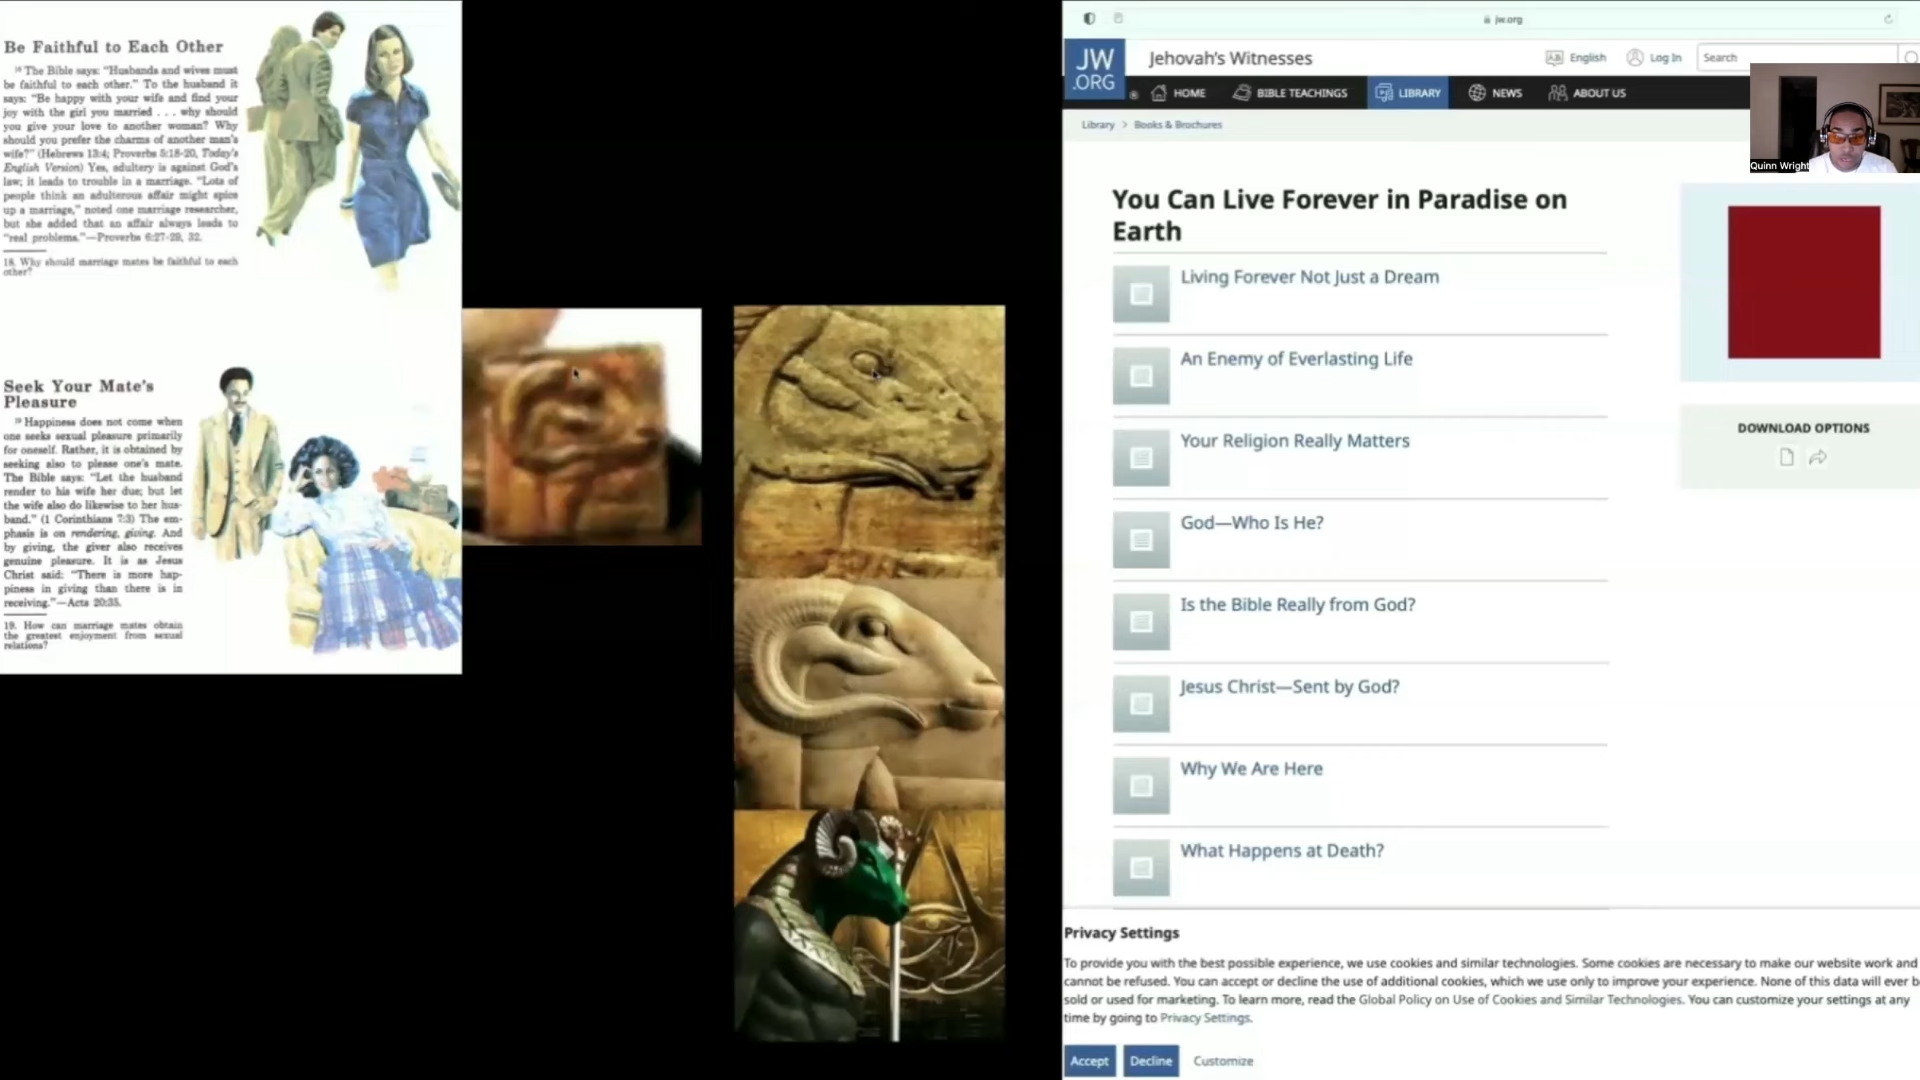 Be Faithful to Each Other
18 The Bible says: "Husbands and wives must
be faithful to each other." To the husband it
says: "Be happy with your wife and find your
joy with the girl you married . . . why should
you give your love to another woman? Why
should you prefer the charms of another man's
wife?" (Hebrews 13:4; Proverbs 5:18-20, Today's
English Version) Yes, adultery is against God's
law; it leads to trouble in a marriage. "Lots of
people think an adulterous affair might spice
up a marriage," noted one marriage researcher,
but she added that an affair always leads to
"real problems."—Proverbs 6:27-29, 32.
18. Why should marriage mates be faithful to each
other?
Seek Your Mate's
Pleasure
19 Happiness does not come when
one seeks sexual pleasure primarily
for oneself. Rather, it is obtained by
seeking also to please one's mate.
The Bible says: "Let the husband
render to his wife her due; but let
the wife also do likewise to her hus-
band." (1 Corinthians 7:3) The em-
phasis is on rendering, giving. And
by giving, the giver also receives
genuine pleasure. It is as Jesus
Christ said: "There is more hap-
piness in giving than there is in
receiving."—Acts 20:35.
19. How can marriage mates obtain
the greatest enjoyment from sexual
relations?
jw.org
JW
.ORG
Jehovah's Witnesses
English
Log In
Search
HOME
BIBLE TEACHINGS
LIBRARY
NEWS
ABOUT US
Library > Books & Brochures
Quinn Wright
You Can Live Forever in Paradise on
Earth
Living Forever Not Just a Dream
An Enemy of Everlasting Life
Your Religion Really Matters
God—Who Is He?
Is the Bible Really from God?
Jesus Christ—Sent by God?
Why We Are Here
What Happens at Death?
DOWNLOAD OPTIONS
Privacy Settings
To provide you with the best possible experience, we use cookies and similar technologies. Some cookies are necessary to make our website work and
cannot be refused. You can accept or decline the use of additional cookies, which we use only to improve your experience. None of this data will ever b
sold or used for marketing. To learn more, read the Global Policy on Use of Cookies and Similar Technologies. You can customize your settings at any
time by going to Privacy Settings.
Accept
Decline
Customize